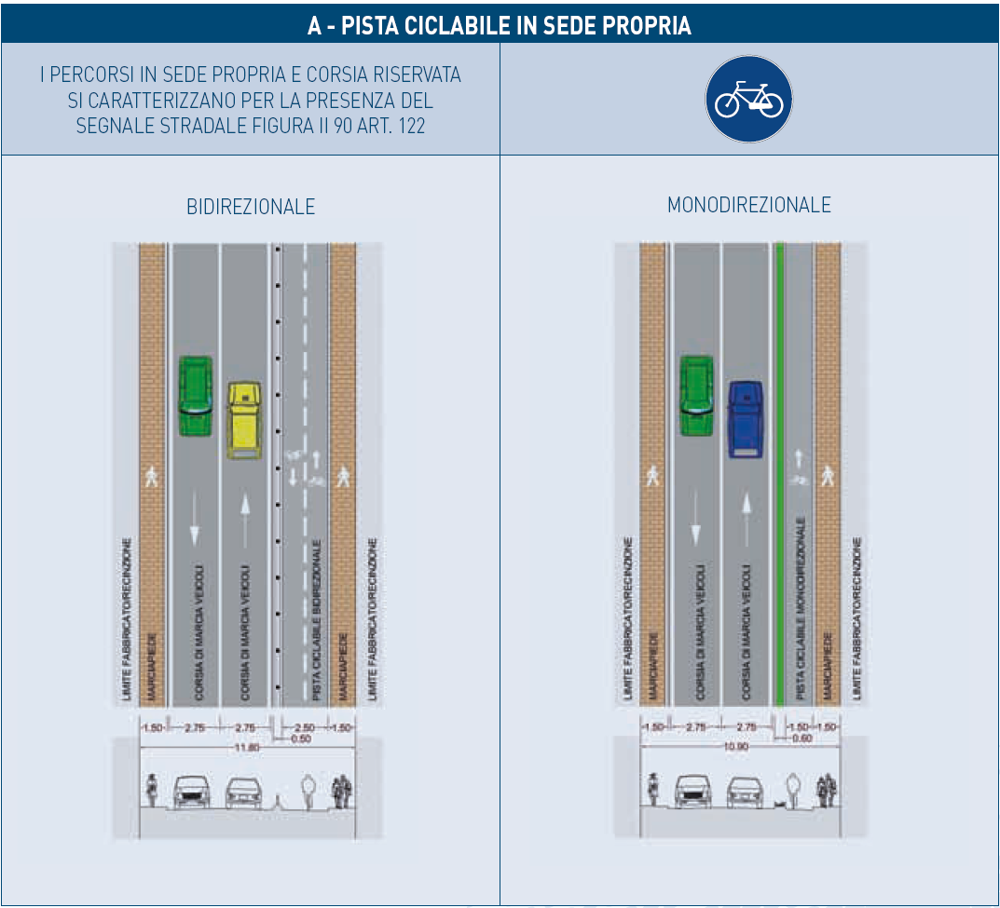 A - PISTA CICLABILE IN SEDE PROPRIA
I PERCORSI IN SEDE PROPRIA E CORSIA RISERVATA
SI CARATTERIZZANO PER LA PRESENZA DEL
SEGNALE STRADALE FIGURA II 90 ART. 122
BIDIREZIONALE
LIMITE FABBRICATO/RECINZIONE
MARCIAPIEDE
CORSIA DI MARCIA VEICOLI
CORSIA DI MARCIA VEICOLI
PISTA CICLABILE BIDIREZIONALE
MARCIAPIEDE
LIMITE FABBRICATO/RECINZIONE
1.50 2.75 2.75 2.50 1.50
0.50
MONODIREZIONALE
LIMITE FABBRICATO/RECINZIONE
MARCIAPIEDE
CORSIA DI MARCIA VEICOLI
CORSIA DI MARCIA VEICOLI
PISTA CICLABILE MONODIREZIONALE
MARCIAPIEDE
LIMITE FABBRICATO/RECINZIONE
1.50 2.75 2.75 1.50 1.50
0.60
10.90